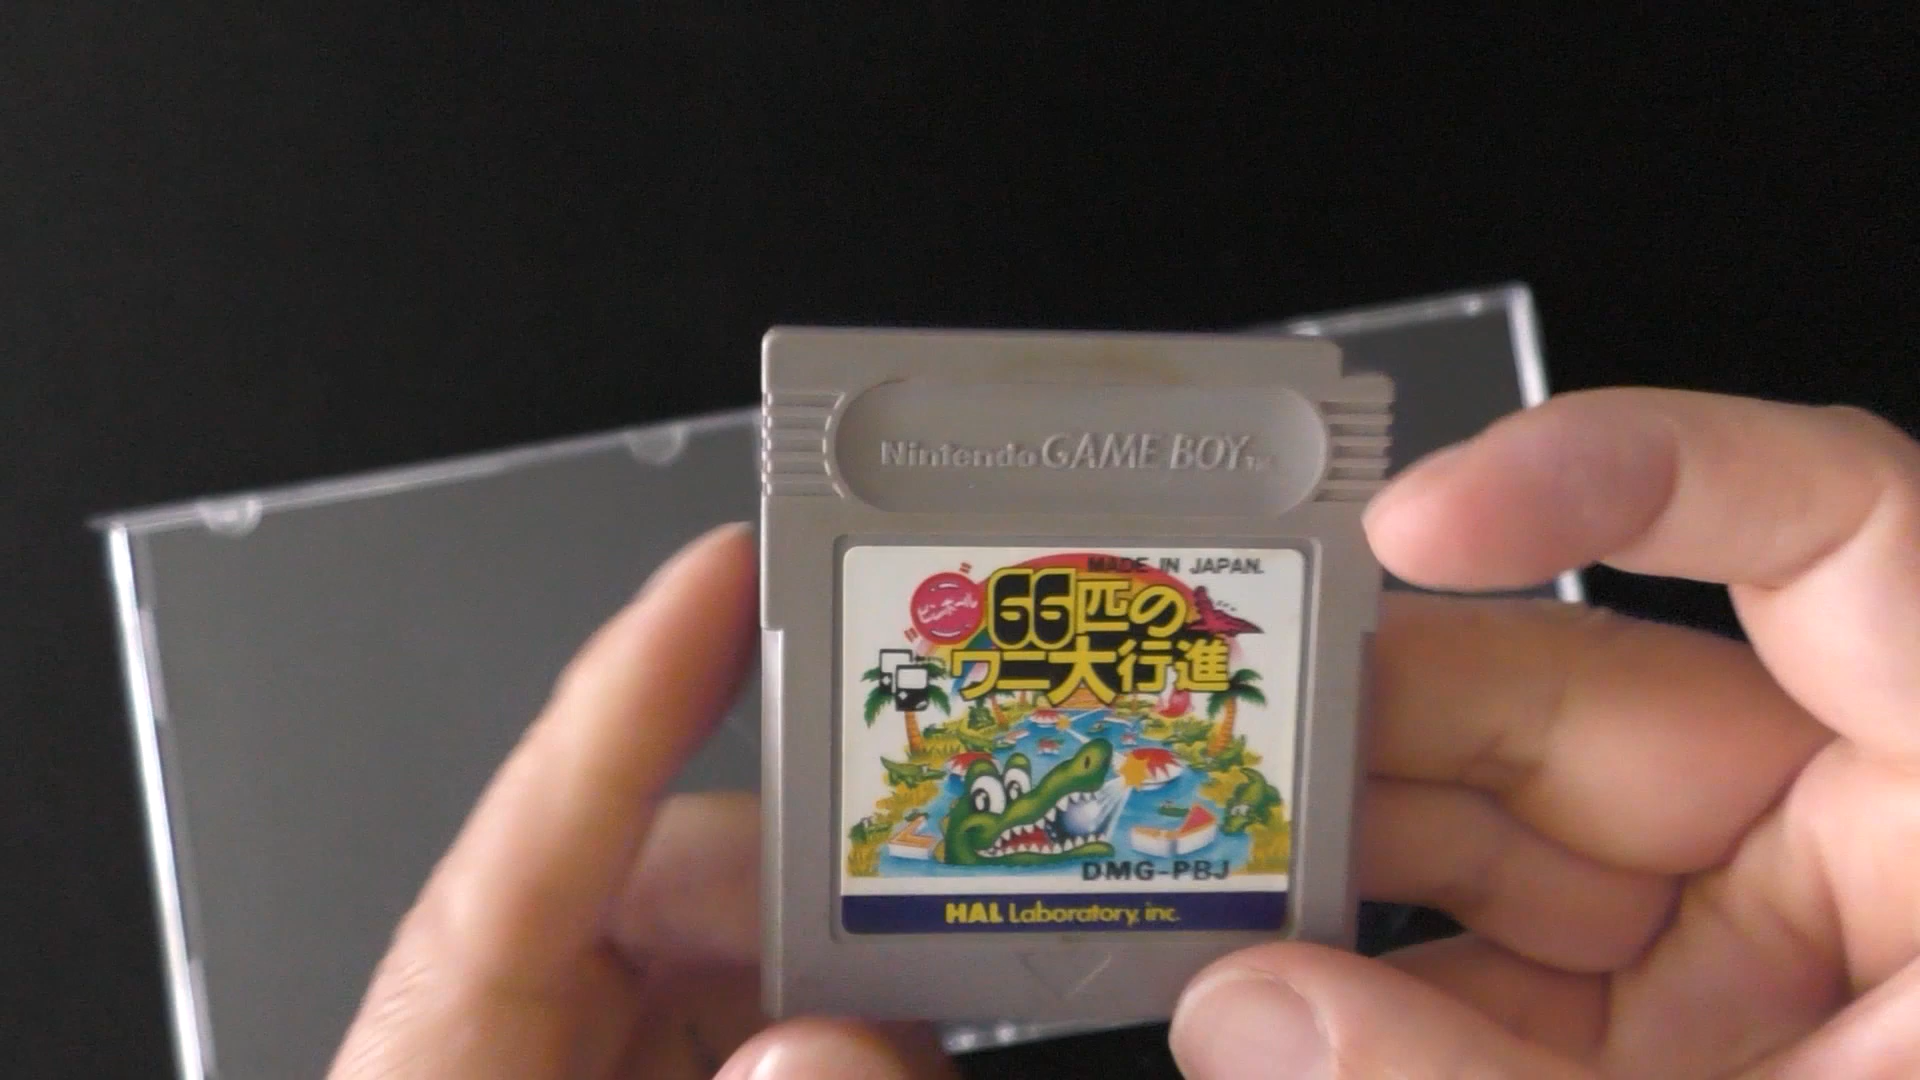 Nintendo GAME BOY TM
MADE IN JAPAN.
ピンボール
66匹の
ワニ大行進
DMG-PBJ
HAL Laboratory, inc.